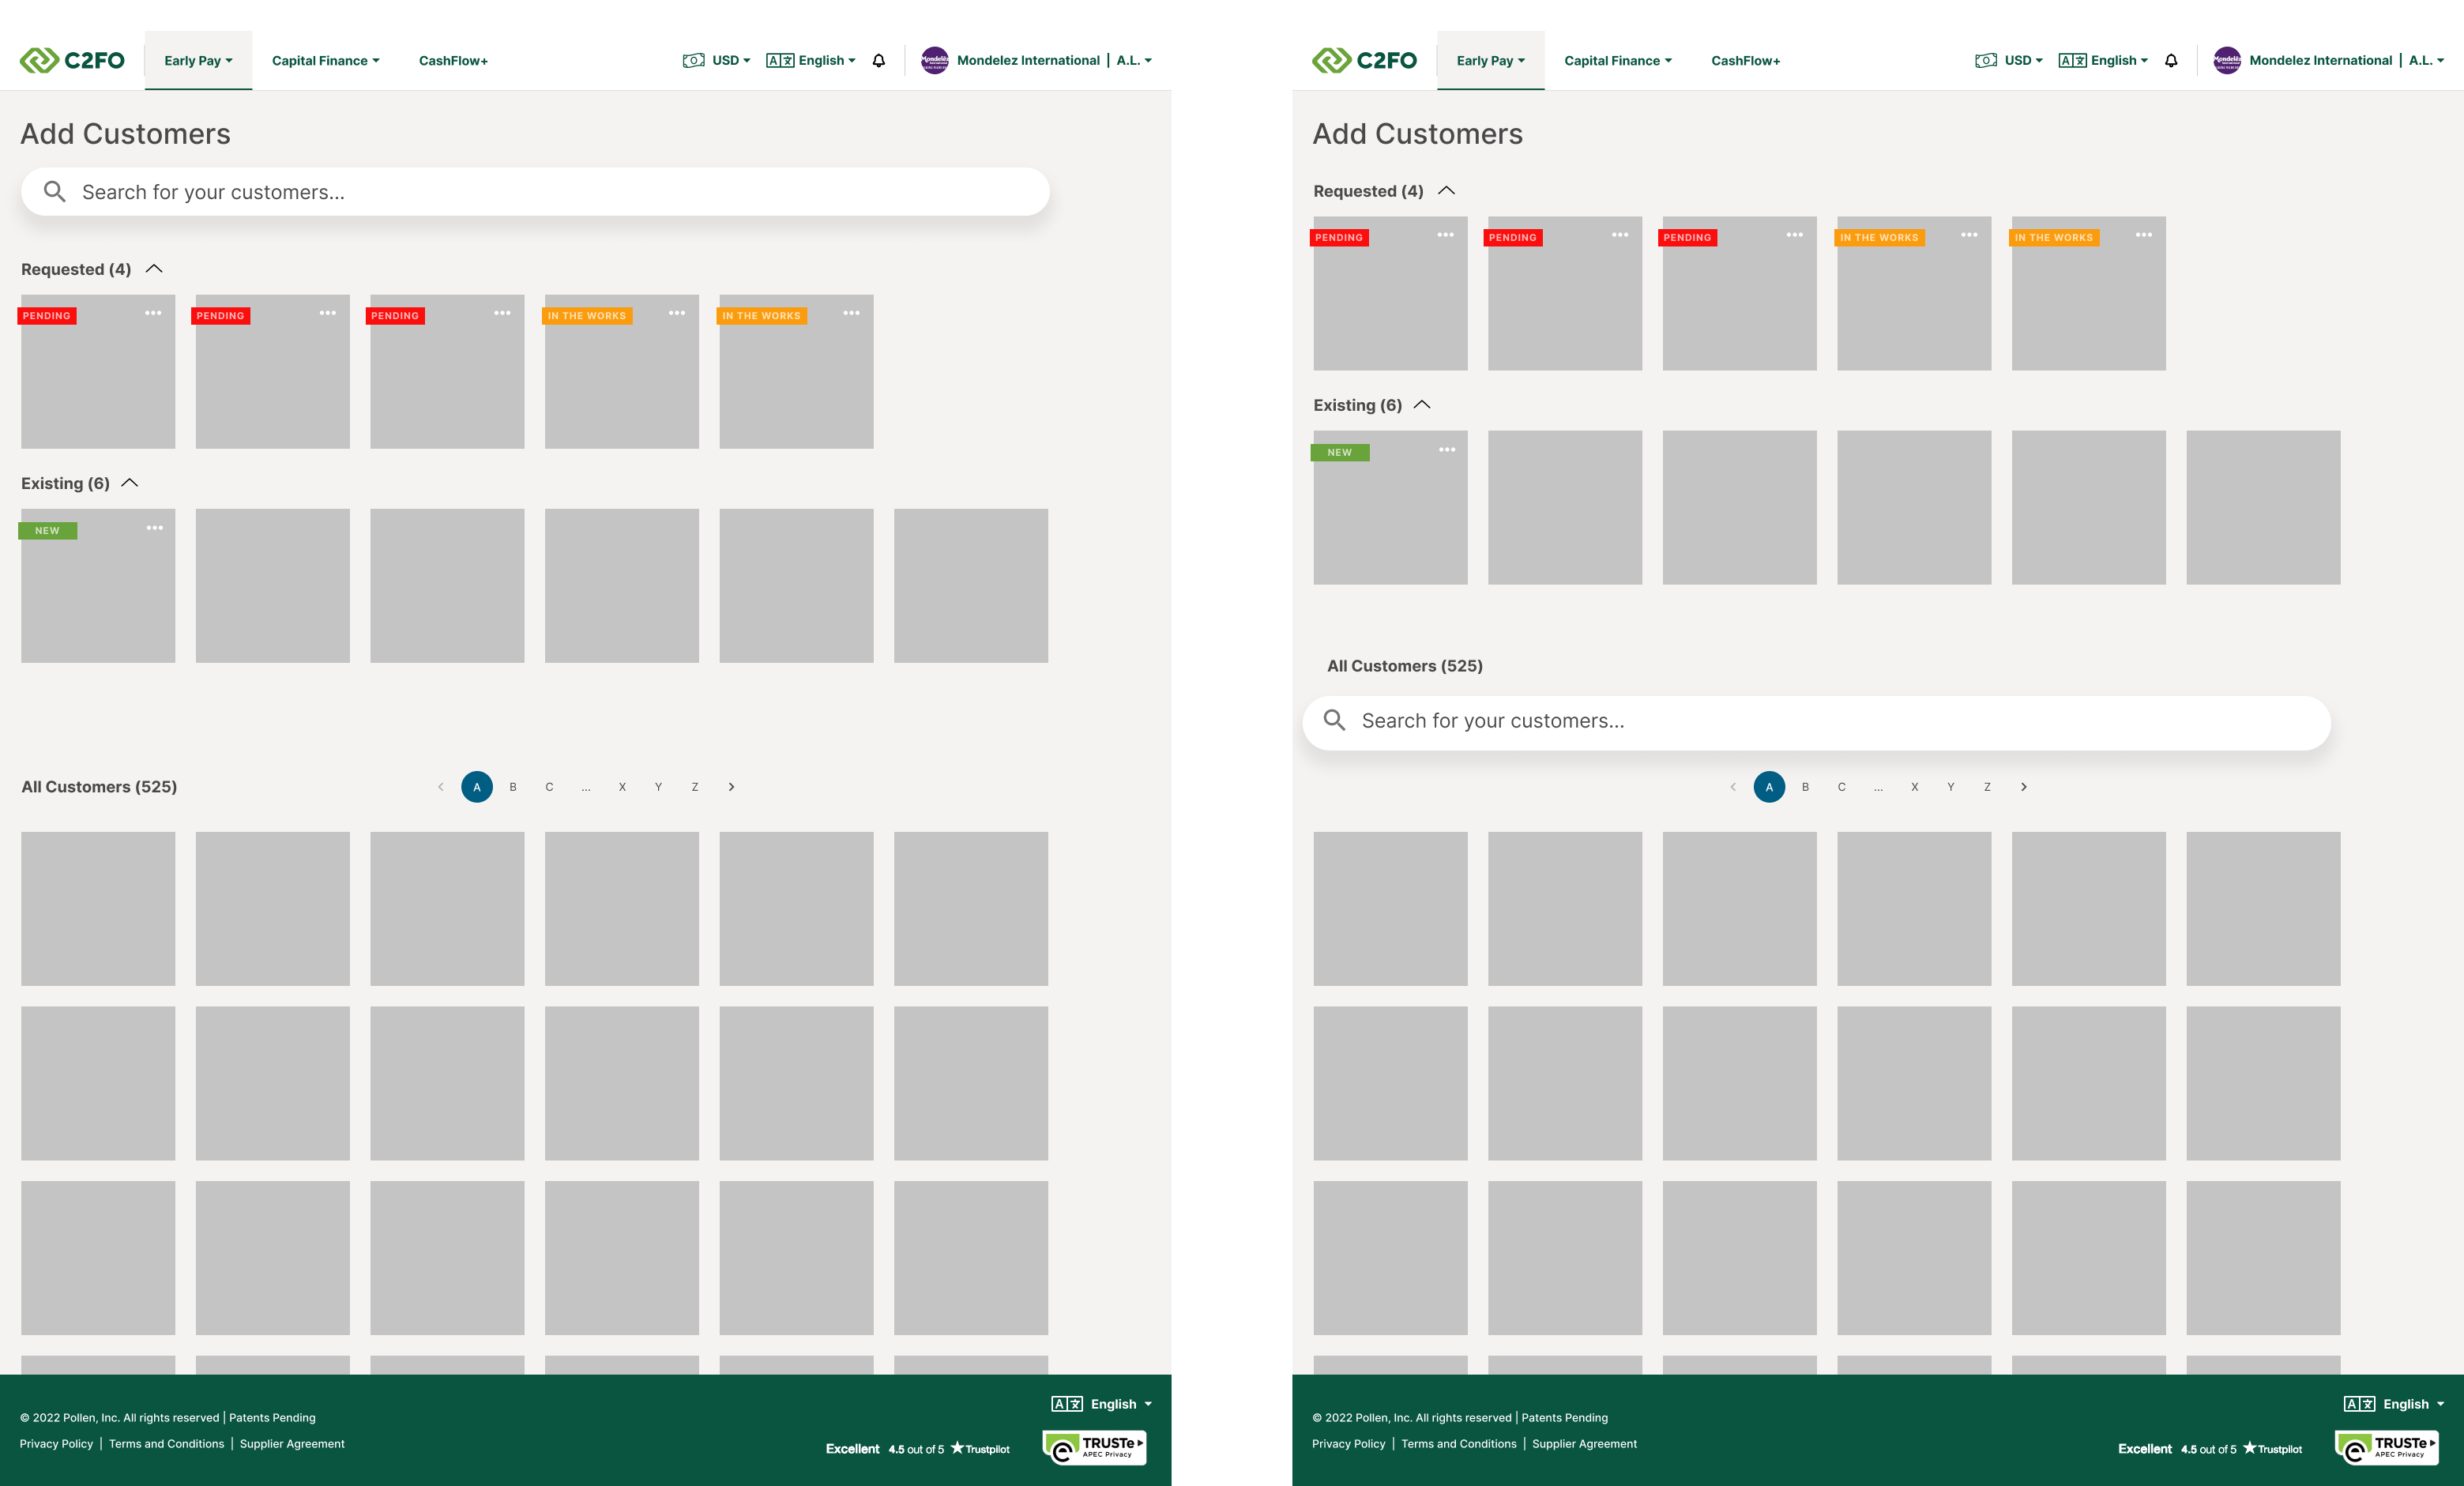 C2FO Early Pay Capital Finance CashFlow+ USD English Mondelez International | A.L.
Add Customers
Search for your customers...
Requested (4)
PENDING PENDING PENDING IN THE WORKS IN THE WORKS
Existing (6)
NEW
All Customers (525) A B C ... X Y Z
English
© 2022 Pollen, Inc. All rights reserved | Patents Pending
Privacy Policy | Terms and Conditions | Supplier Agreement
Excellent 4.5 out of 5 Trustpilot
TRUSTe
APEC Privacy
C2FO Early Pay Capital Finance CashFlow+ USD English Mondelez International | A.L.
Add Customers
Requested (4)
PENDING PENDING PENDING IN THE WORKS IN THE WORKS
Existing (6)
NEW
All Customers (525)
Search for your customers...
A B C ... X Y Z
English
© 2022 Pollen, Inc. All rights reserved | Patents Pending
Privacy Policy | Terms and Conditions | Supplier Agreement
Excellent 4.5 out of 5 Trustpilot
TRUSTe
APEC Privacy